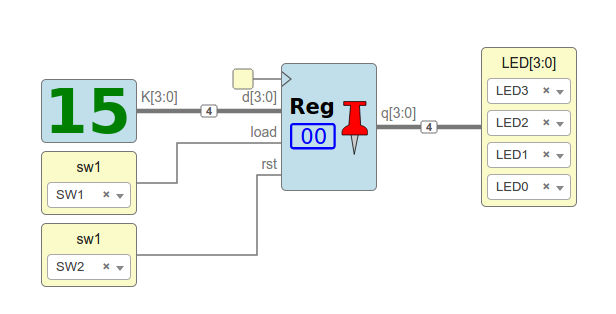 LED[3:0]
15
K[3:0]
4
d[3:0]
load
rst
Reg
00
q[3:0]
4
LED3 ×
LED2 ×
LED1 ×
LED0 ×
sw1
SW1 ×
sw1
SW2 ×